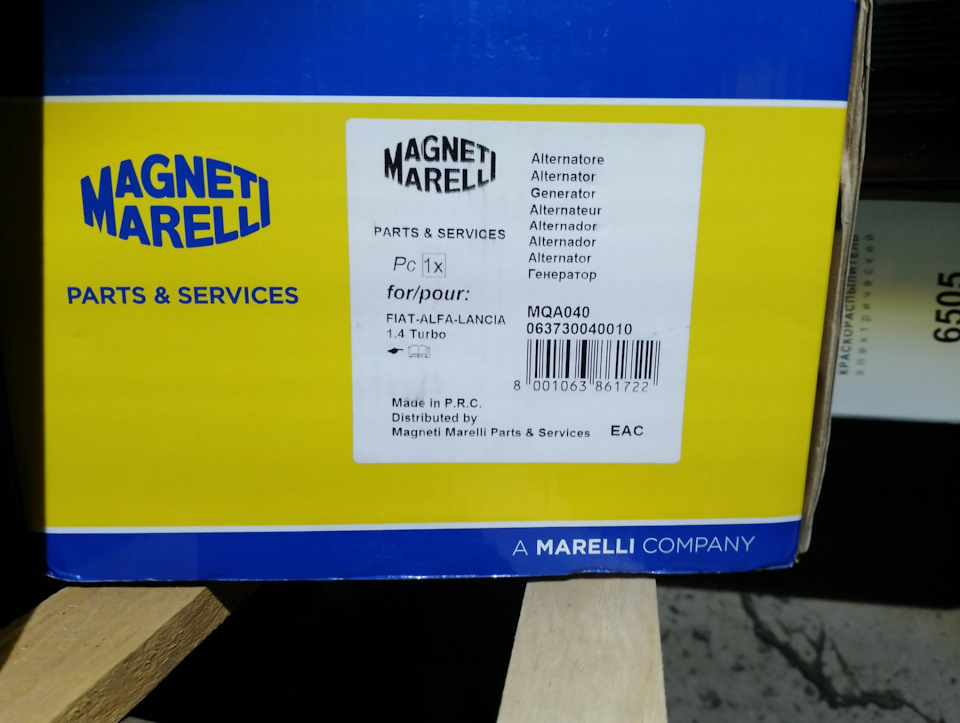 MAGNETI
MARELLI
PARTS & SERVICES
MAGNETI
MARELLI
PARTS & SERVICES
Pc 1x
for/pour:
FIAT-ALFA-LANCIA
1.4 Turbo
Alternatore
Alternator
Generator
Alternateur
Alternador
Alternador
Alternator
Генератор
MQA040
063730040010
8 001063 861722
Made in P.R.C.
Distributed by
Magneti Marelli Parts & Services
EAC
A MARELLI COMPANY
КРАСКОРАСПЫЛИТЕЛЬ
электрический
6505